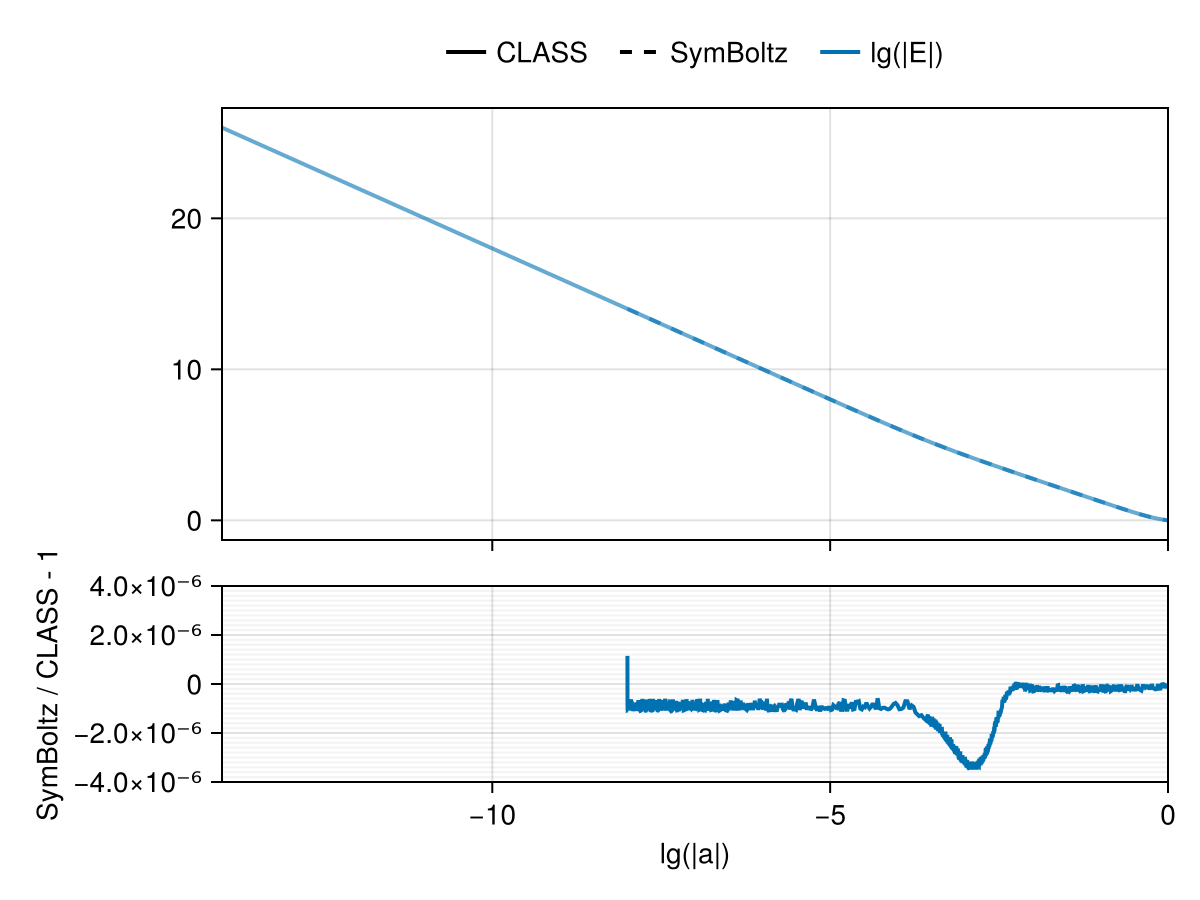 CLASS SymBoltz lg(|E|)
20
10
0
SymBoltz / CLASS - 1
4.0×10⁻⁶
2.0×10⁻⁶
0
−2.0×10⁻⁶
−4.0×10⁻⁶
−10 −5 0
lg(|a|)